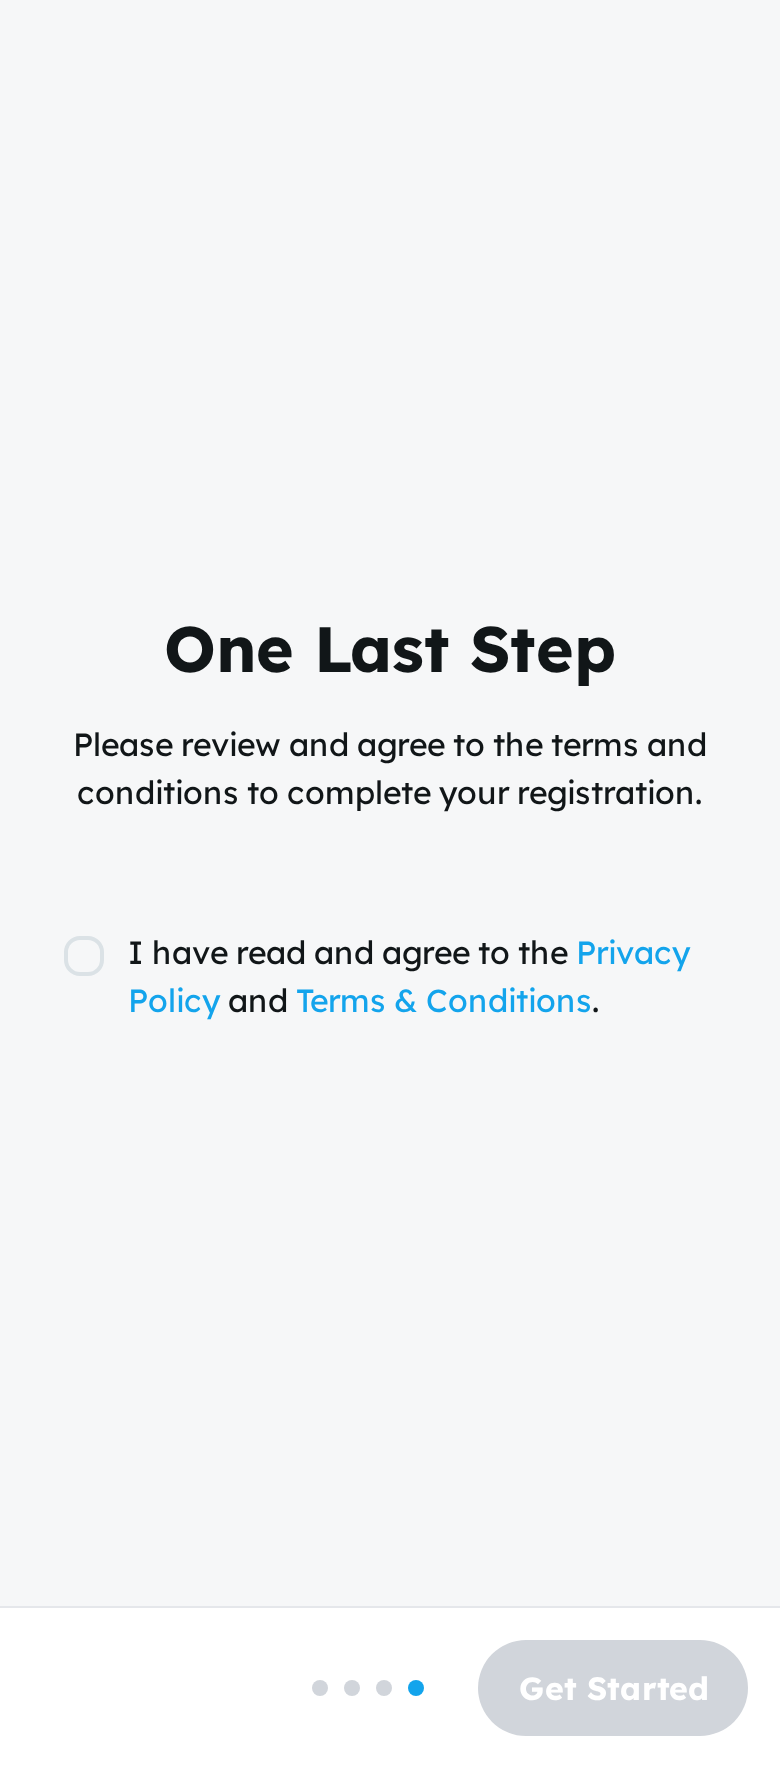 One Last Step
Please review and agree to the terms and
conditions to complete your registration.
I have read and agree to the Privacy
Policy and Terms & Conditions.
Get Started